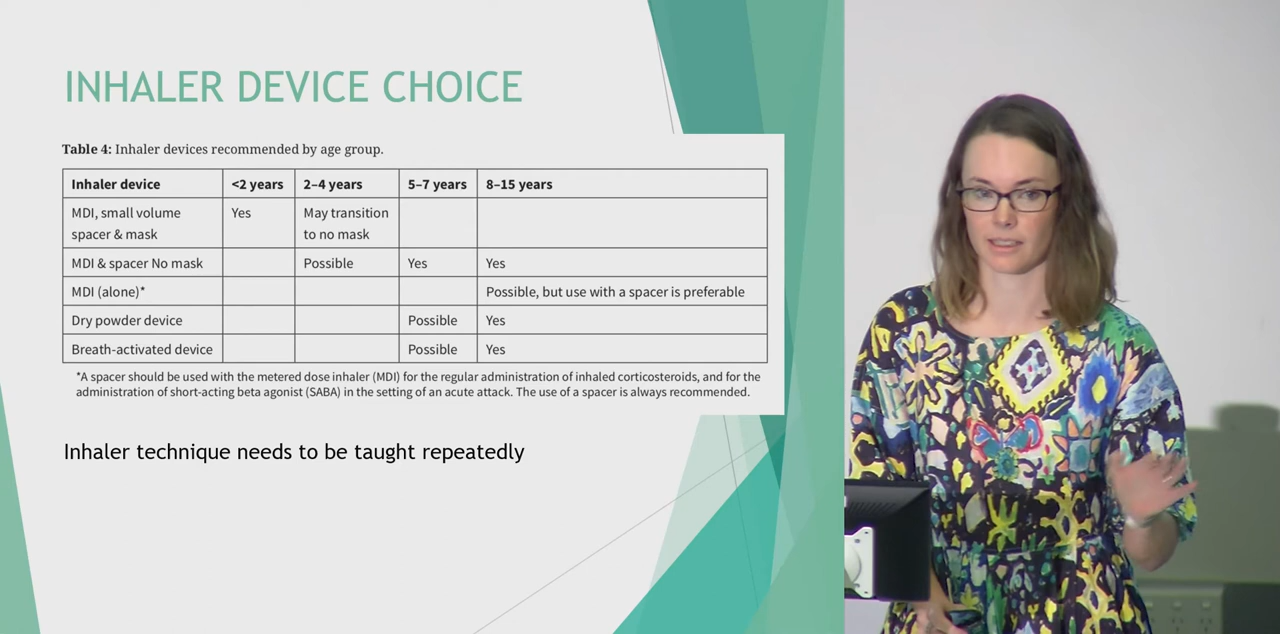 INHALER DEVICE CHOICE
Table 4: Inhaler devices recommended by age group.
Inhaler device <2 years 2–4 years 5–7 years 8–15 years
MDI, small volume spacer & mask Yes May transition to no mask
MDI & spacer No mask Possible Yes Yes
MDI (alone)* Possible, but use with a spacer is preferable
Dry powder device Possible Yes
Breath-activated device Possible Yes
*A spacer should be used with the metered dose inhaler (MDI) for the regular administration of inhaled corticosteroids, and for the
administration of short-acting beta agonist (SABA) in the setting of an acute attack. The use of a spacer is always recommended.
Inhaler technique needs to be taught repeatedly